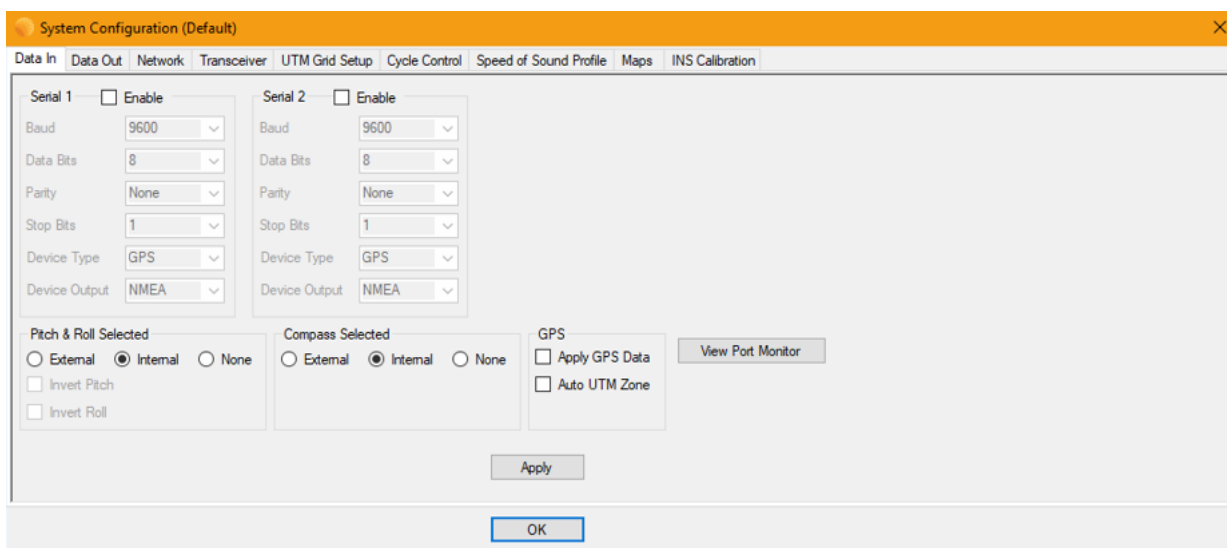 System Configuration (Default)
Data In Data Out Network Transceiver UTM Grid Setup Cycle Control Speed of Sound Profile Maps INS Calibration
Serial 1 Enable Serial 2 Enable
Baud 9600 Baud 9600
Data Bits 8 Data Bits 8
Parity None Parity None
Stop Bits 1 Stop Bits 1
Device Type GPS Device Type GPS
Device Output NMEA Device Output NMEA
Pitch & Roll Selected Compass Selected GPS
External Internal None External Internal None Apply GPS Data View Port Monitor
Invert Pitch Auto UTM Zone
Invert Roll
Apply
OK